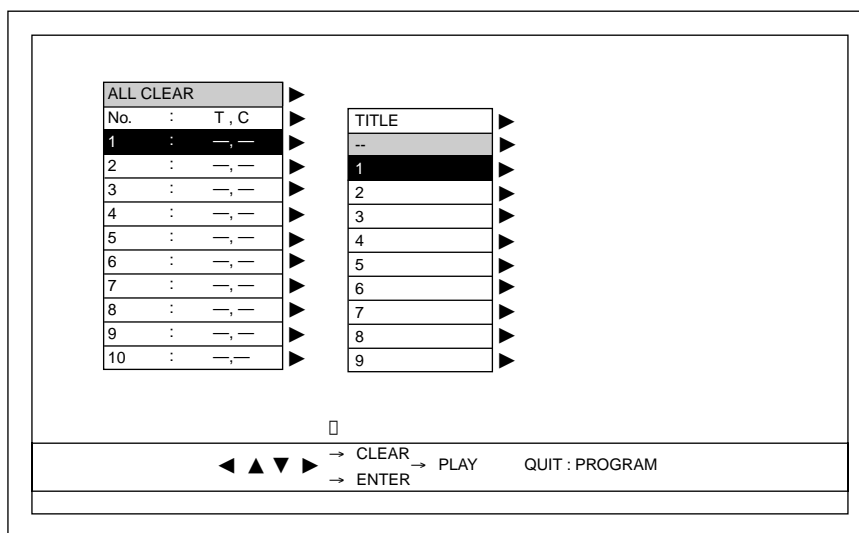 ALL CLEAR
No. : T , C
1 : —, —
2 : —, —
3 : —, —
4 : —, —
5 : —, —
6 : —, —
7 : —, —
8 : —, —
9 : —, —
10 : —,—
TITLE
--
1
2
3
4
5
6
7
8
9
◀ ▲ ▼ ▶ → CLEAR → PLAY QUIT : PROGRAM
→ ENTER